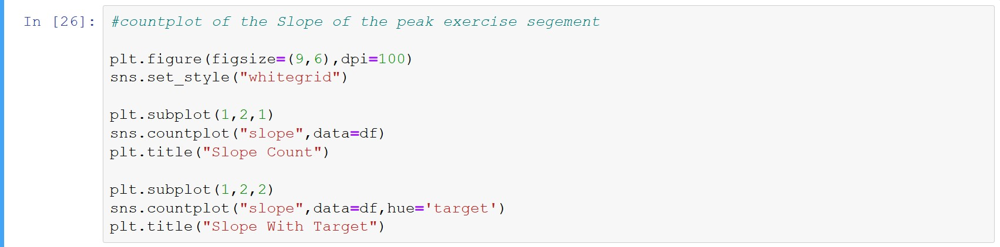 In [26]: #countplot of the Slope of the peak exercise segement
plt.figure(figsize=(9,6),dpi=100)
sns.set_style("whitegrid")
plt.subplot(1,2,1)
sns.countplot("slope",data=df)
plt.title("Slope Count")
plt.subplot(1,2,2)
sns.countplot("slope",data=df,hue='target')
plt.title("Slope With Target")